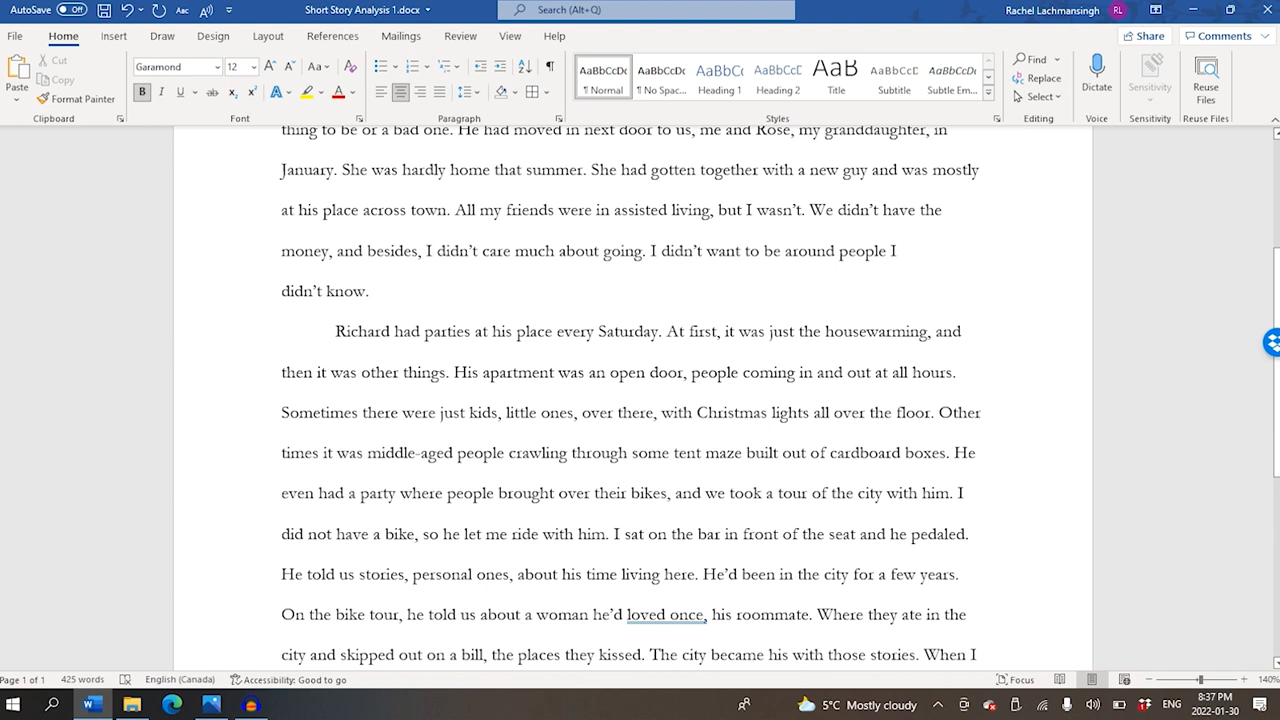 AutoSave Off Short Story Analysis 1.docx Search (Alt+Q) Rachel Lachmansingh RL
File Home Insert Draw Design Layout References Mailings Review View Help Share Comments
Cut
Copy
Format Painter
Paste
Garamond 12
AaBbCcDc AaBbCcDc AaBbCc AaBbCcD AaB AaBbCcD AaBbCcDc
Normal No Spac... Heading 1 Heading 2 Title Subtitle Subtle Em...
Find
Replace
Select
Dictate Sensitivity Reuse Files
Clipboard Font Paragraph Styles Editing Voice Sensitivity Reuse Files
thing to be or a bad one. He had moved in next door to us, me and Rose, my granddaughter, in
January. She was hardly home that summer. She had gotten together with a new guy and was mostly
at his place across town. All my friends were in assisted living, but I wasn't. We didn't have the
money, and besides, I didn't care much about going. I didn't want to be around people I
didn't know.
Richard had parties at his place every Saturday. At first, it was just the housewarming, and
then it was other things. His apartment was an open door, people coming in and out at all hours.
Sometimes there were just kids, little ones, over there, with Christmas lights all over the floor. Other
times it was middle-aged people crawling through some tent maze built out of cardboard boxes. He
even had a party where people brought over their bikes, and we took a tour of the city with him. I
did not have a bike, so he let me ride with him. I sat on the bar in front of the seat and he pedaled.
He told us stories, personal ones, about his time living here. He'd been in the city for a few years.
On the bike tour, he told us about a woman he'd loved once, his roommate. Where they ate in the
city and skipped out on a bill, the places they kissed. The city became his with those stories. When I
Page 1 of 1 425 words English (Canada) Accessibility: Good to go Focus 140%
5°C Mostly cloudy ENG 8:37 PM
2022-01-30